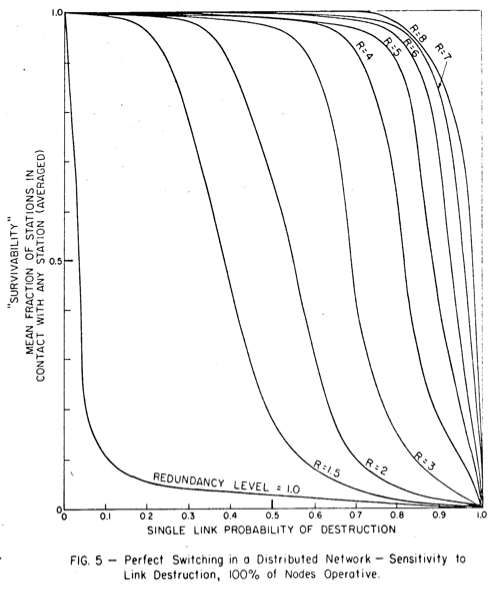 1.0
R=8
R=7
R=6
R=5
R=4
"SURVIVABILITY"
MEAN FRACTION OF STATIONS IN
CONTACT WITH ANY STATION (AVERAGED)
0.5
R=3
R=2
R=1.5
REDUNDANCY LEVEL = 1.0
0
0 0.1 0.2 0.3 0.4 0.5 0.6 0.7 0.8 0.9 1.0
SINGLE LINK PROBABILITY OF DESTRUCTION
FIG. 5 — Perfect Switching in a Distributed Network — Sensitivity to
Link Destruction, 100% of Nodes Operative.